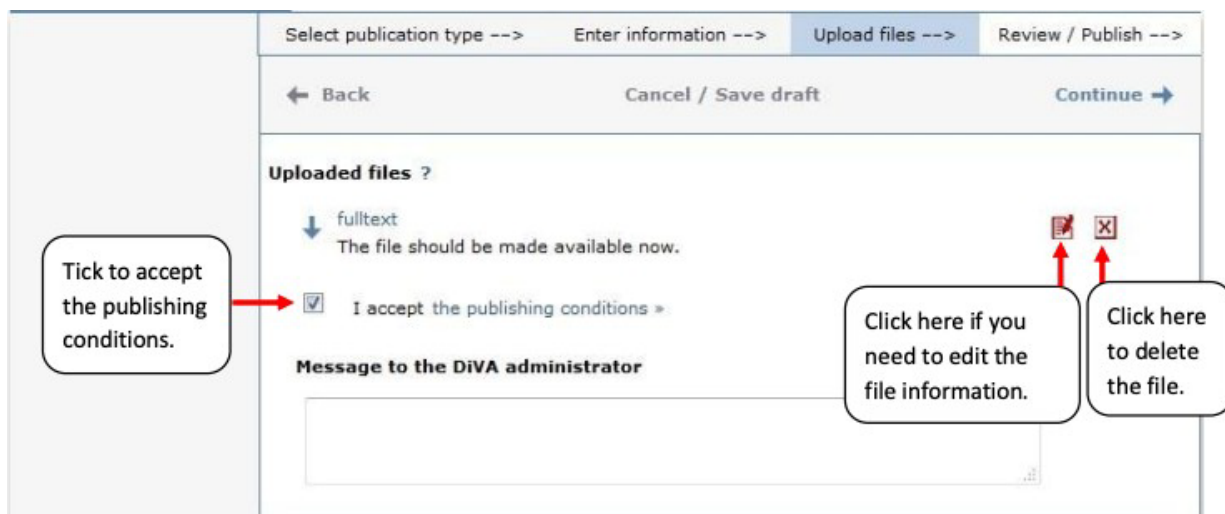 Select publication type --> Enter information --> Upload files --> Review / Publish -->
Back Cancel / Save draft Continue
Uploaded files ?
fulltext
The file should be made available now.
Tick to accept
the publishing
conditions.
I accept the publishing conditions »
Click here if you
need to edit the
file information.
Click here
to delete
the file.
Message to the DiVA administrator